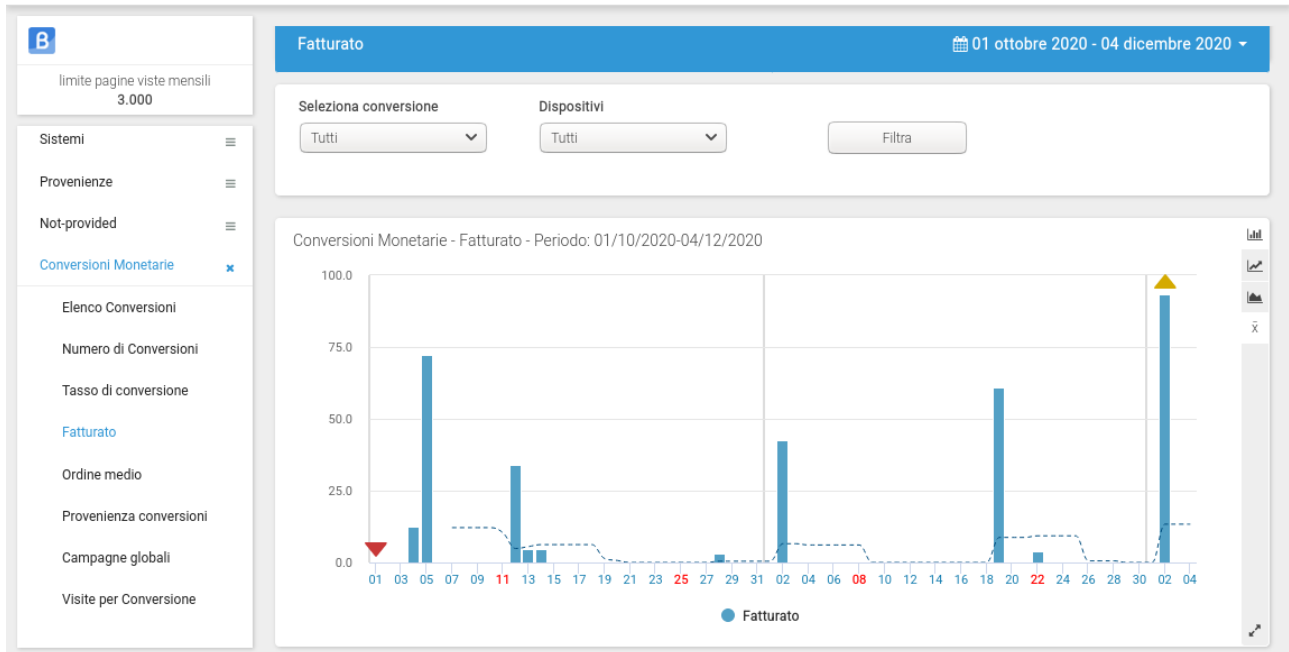 B
limite pagine viste mensili
3.000
Sistemi
Provenienze
Not-provided
Conversioni Monetarie
Elenco Conversioni
Numero di Conversioni
Tasso di conversione
Fatturato
Ordine medio
Provenienza conversioni
Campagne globali
Visite per Conversione
Fatturato 01 ottobre 2020 - 04 dicembre 2020
Seleziona conversione Dispositivi
Tutti Tutti Filtra
Conversioni Monetarie - Fatturato - Periodo: 01/10/2020-04/12/2020
x̄
100.0
75.0
50.0
25.0
0.0
01 03 05 07 09 11 13 15 17 19 21 23 25 27 29 31 02 04 06 08 10 12 14 16 18 20 22 24 26 28 30 02 04
Fatturato